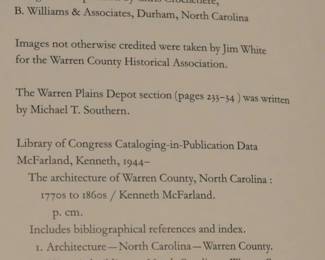 B. Williams & Associates, Durham, North Carolina
Images not otherwise credited were taken by Jim White
for the Warren County Historical Association.
The Warren Plains Depot section (pages 233-34 ) was written
by Michael T. Southern.
Library of Congress Cataloging-in-Publication Data
McFarland, Kenneth, 1944–
The architecture of Warren County, North Carolina :
1770s to 1860s / Kenneth McFarland.
p. cm.
Includes bibliographical references and index.
1. Architecture—North Carolina—Warren County.